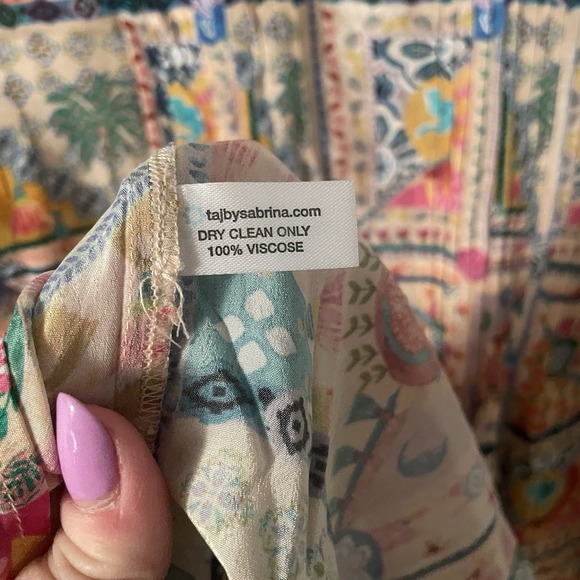 tajbysabrina.com
DRY CLEAN ONLY
100% VISCOSE